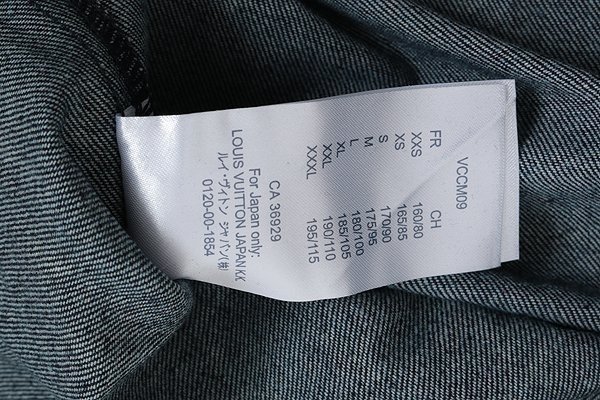 VCCM09
FR CH
XXS 160/80
XS 165/85
S 170/90
M 175/95
L 180/100
XL 185/105
XXL 190/110
XXXL 195/115
CA 36929
For Japan only:
LOUIS VUITTON JAPAN K.K
ルイ・ヴィトン ジャパン(株)
0120-00-1854